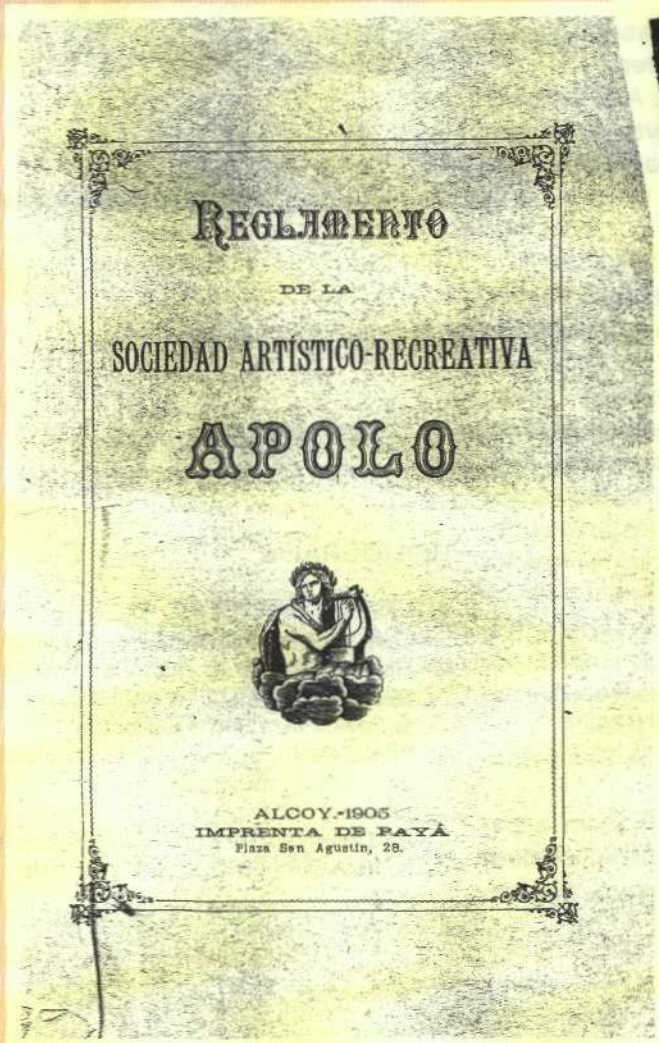 REGLAMENTO
DE LA
SOCIEDAD ARTÍSTICO-RECREATIVA
APOLO
ALCOY.-1905
IMPRENTA DE PAYÁ
Plaza San Agustín, 28.